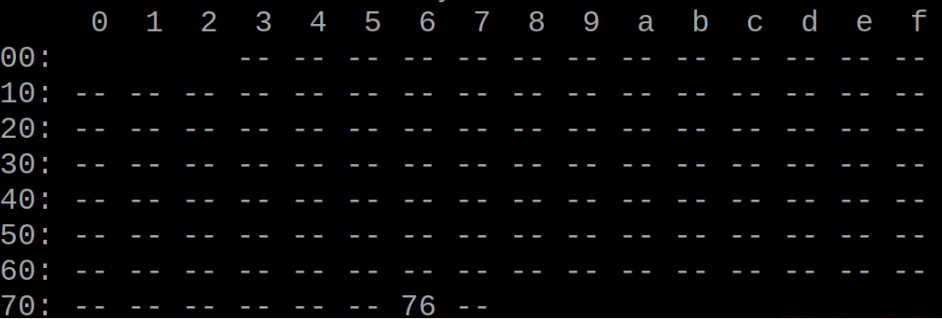 0  1  2  3  4  5  6  7  8  9  a  b  c  d  e  f
00:          -- -- -- -- -- -- -- -- -- -- -- -- --
10: -- -- -- -- -- -- -- -- -- -- -- -- -- -- -- --
20: -- -- -- -- -- -- -- -- -- -- -- -- -- -- -- --
30: -- -- -- -- -- -- -- -- -- -- -- -- -- -- -- --
40: -- -- -- -- -- -- -- -- -- -- -- -- -- -- -- --
50: -- -- -- -- -- -- -- -- -- -- -- -- -- -- -- --
60: -- -- -- -- -- -- -- -- -- -- -- -- -- -- -- --
70: -- -- -- -- -- -- 76 --